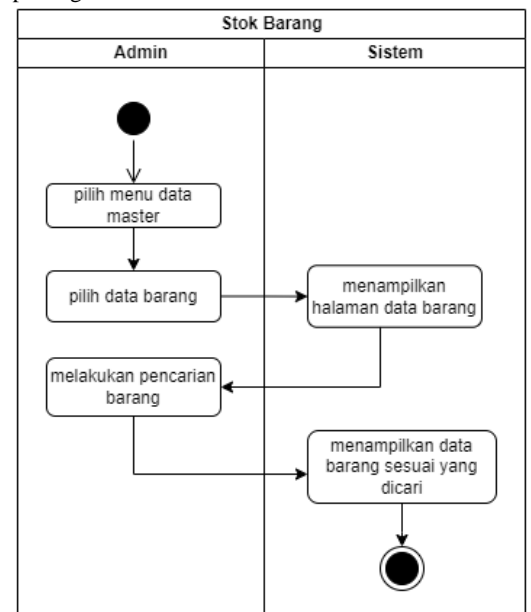 Stok Barang
Admin
Sistem
pilih menu data
master
pilih data barang
menampilkan
halaman data barang
melakukan pencarian
barang
menampilkan data
barang sesuai yang
dicari